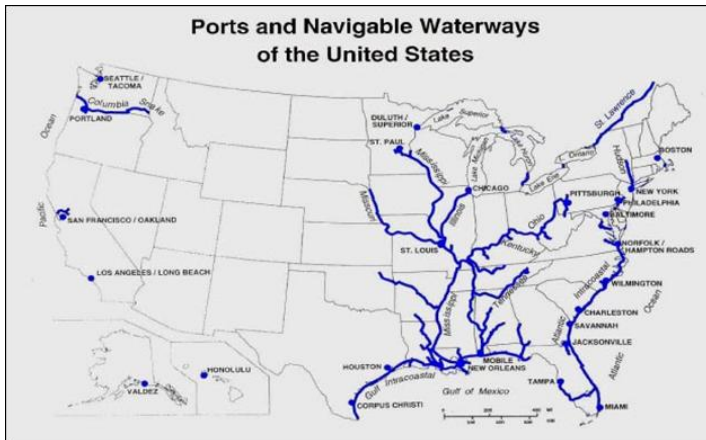 Ports and Navigable Waterways
of the United States
SEATTLE /
TACOMA
Columbia
Snake
PORTLAND
Ocean
Pacific
SAN FRANCISCO / OAKLAND
LOS ANGELES / LONG BEACH
HONOLULU
VALDEZ
DULUTH /
SUPERIOR
Lake Superior
ST. PAUL
Mississippi
Lake Michigan
Lake Huron
Lake Erie
Ontario
St. Lawrence
Hudson
BOSTON
CHICAGO
Illinois
Missouri
ST. LOUIS
Ohio
Kentucky
PITTSBURGH
NEW YORK
PHILADELPHIA
BALTIMORE
NORFOLK /
HAMPTON ROADS
WILMINGTON
Intracoastal
Atlantic
Ocean
Atlantic
CHARLESTON
SAVANNAH
JACKSONVILLE
Tennessee
Mississippi
MOBILE
NEW ORLEANS
HOUSTON
Gulf Intracoastal
CORPUS CHRISTI
Gulf of Mexico
TAMPA
MIAMI